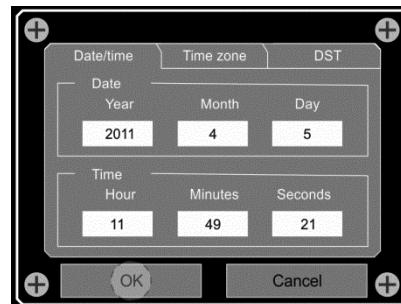 Date/time Time zone DST
Date
Year Month Day
2011 4 5
Time
Hour Minutes Seconds
11 49 21
OK Cancel